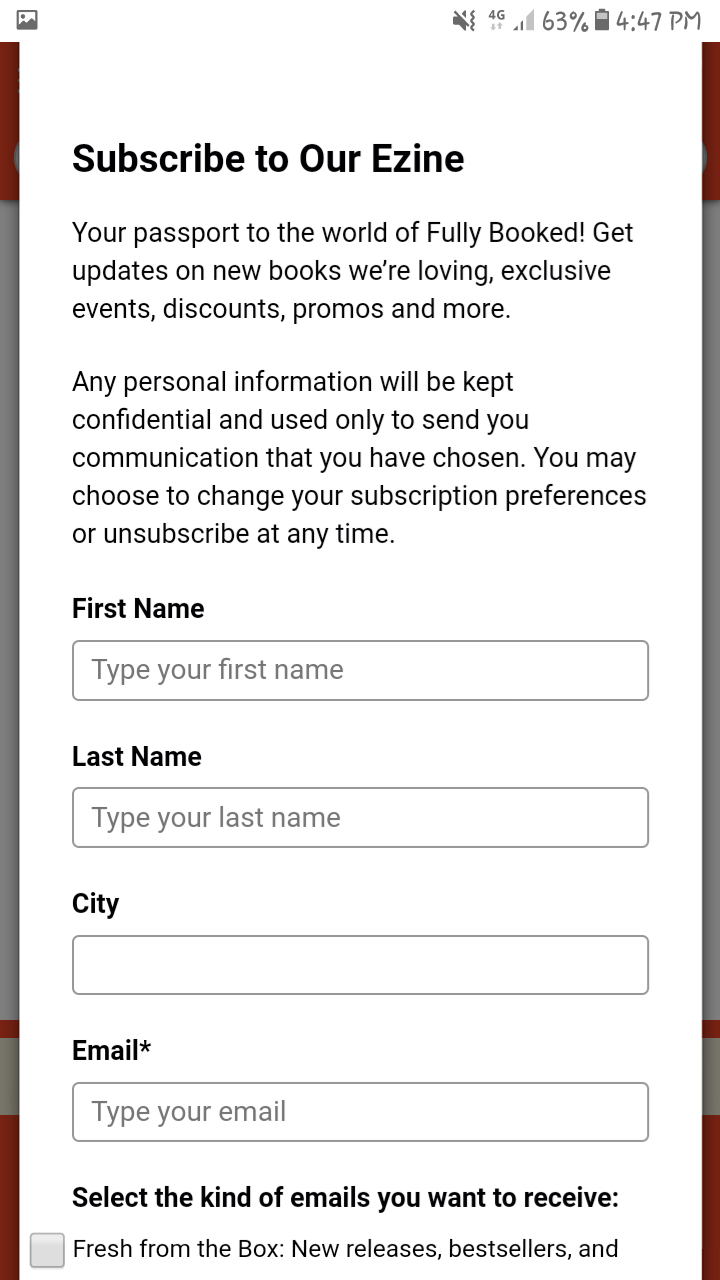 4G 63% 4:47 PM
Subscribe to Our Ezine
Your passport to the world of Fully Booked! Get
updates on new books we’re loving, exclusive
events, discounts, promos and more.
Any personal information will be kept
confidential and used only to send you
communication that you have chosen. You may
choose to change your subscription preferences
or unsubscribe at any time.
First Name
Type your first name
Last Name
Type your last name
City
Email*
Type your email
Select the kind of emails you want to receive:
Fresh from the Box: New releases, bestsellers, and